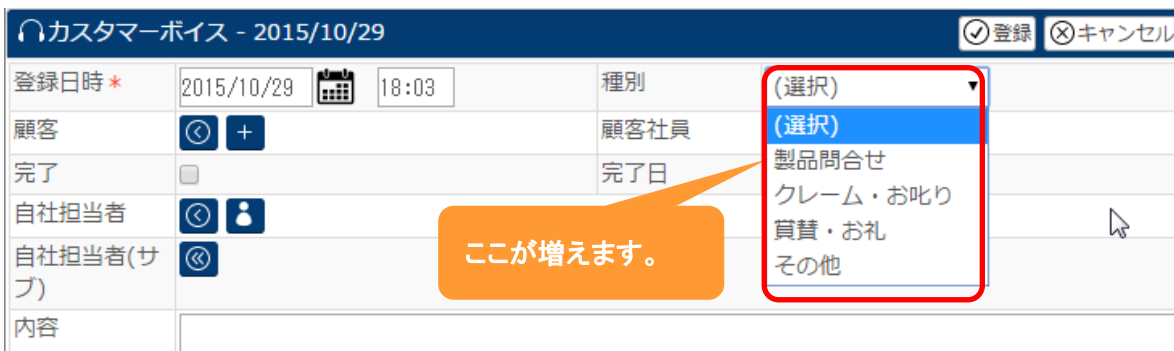 カスタマーボイス - 2015/10/29
登録
キャンセル
登録日時*
2015/10/29
18:03
種別
(選択)
顧客
顧客社員
(選択)
製品問合せ
クレーム・お叱り
賞賛・お礼
その他
完了
完了日
自社担当者
自社担当者(サ
ブ)
ここが増えます。
内容